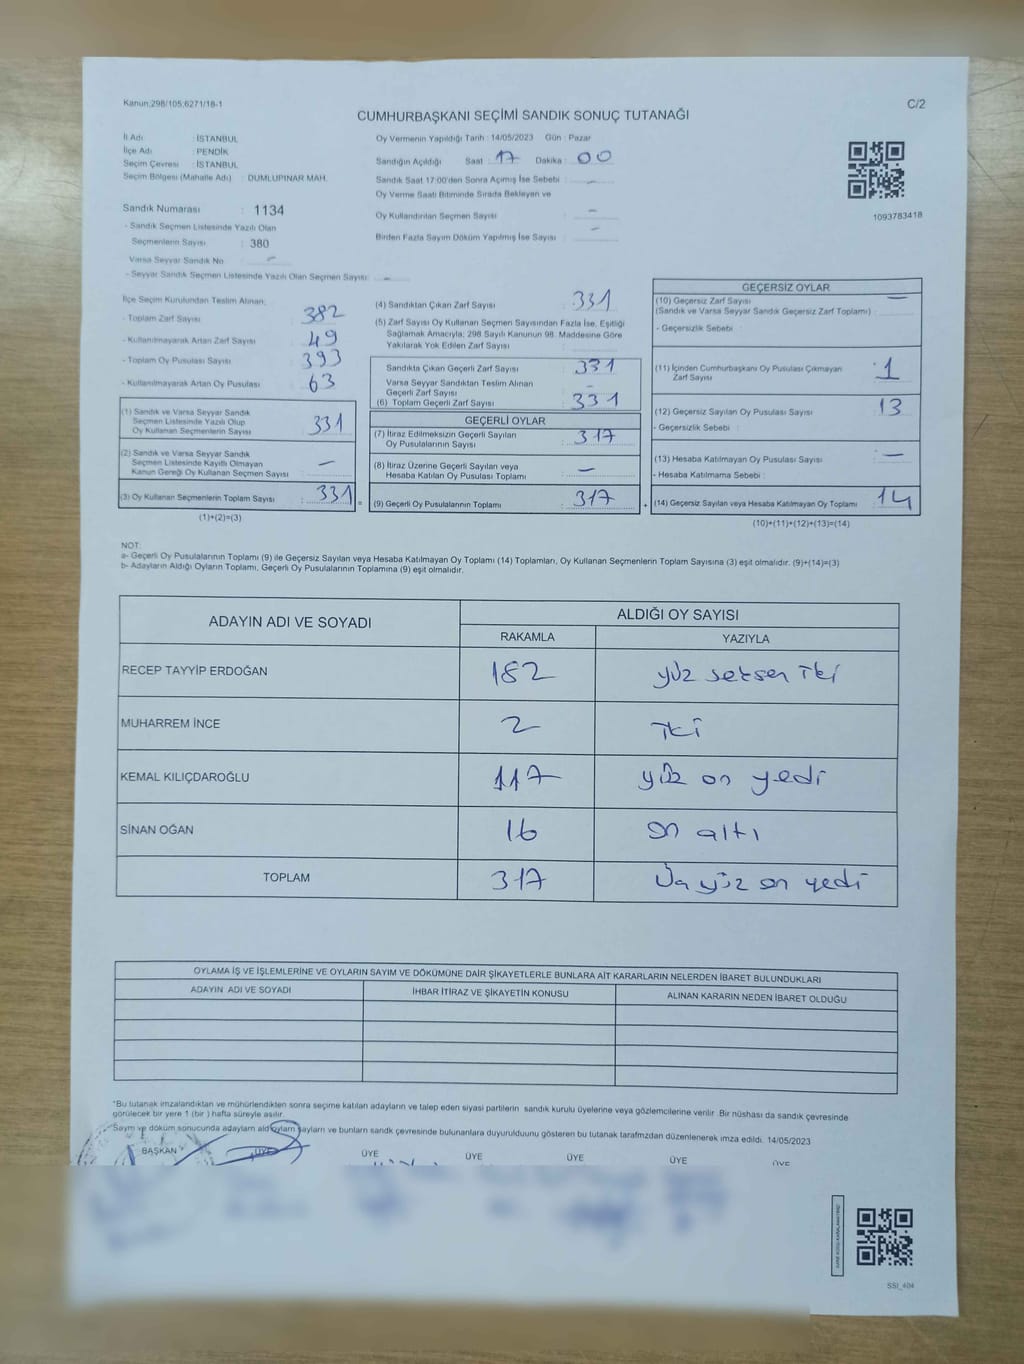 Kanun:298/105;6271/18-1
C/2
CUMHURBAŞKANI SEÇİMİ SANDIK SONUÇ TUTANAĞI
İl Adı : İSTANBUL
İlçe Adı : PENDİK
Seçim Çevresi : İSTANBUL
Seçim Bölgesi (Mahalle Adı) : DUMLUPINAR MAH.
Oy Vermenin Yapıldığı Tarih : 14/05/2023 Gün : Pazar
Sandığın Açıldığı Saat : 17 Dakika : 00
Sandık Saat 17:00'den Sonra Açımış İse Sebebi : –
Oy Verme Saati Bitiminde Sırada Bekleyen ve
Oy Kullandırılan Seçmen Sayısı : –
Birden Fazla Sayım Döküm Yapılmış İse Sayısı : –
1093783418
Sandık Numarası : 1134
- Sandık Seçmen Listesinde Yazılı Olan
Seçmenlerin Sayısı : 380
Varsa Seyyar Sandık No : –
- Seyyar Sandık Seçmen Listesinde Yazılı Olan Seçmen Sayısı: –
İlçe Seçim Kurulundan Teslim Alınan;
- Toplam Zarf Sayısı : 382
- Kullanılmayarak Artan Zarf Sayısı : 49
- Toplam Oy Pusulası Sayısı : 393
- Kullanılmayarak Artan Oy Pusulası : 63
(1) Sandık ve Varsa Seyyar Sandık
Seçmen Listesinde Yazılı Olup
Oy Kullanan Seçmenlerin Sayısı : 331
(2) Sandık ve Varsa Seyyar Sandık
Seçmen Listesinde Kayıtlı Olmayan
Kanun Gereği Oy Kullanan Seçmen Sayısı : –
(3) Oy Kullanan Seçmenlerin Toplam Sayısı : 331
(1)+(2)=(3)
(4) Sandıktan Çıkan Zarf Sayısı : 331
(5) Zarf Sayısı Oy Kullanan Seçmen Sayısından Fazla İse, Eşitliği
Sağlamak Amacıyla; 298 Sayılı Kanunun 98. Maddesine Göre
Yakılarak Yok Edilen Zarf Sayısı :
Sandıkta Çıkan Geçerli Zarf Sayısı : 331
Varsa Seyyar Sandıktan Teslim Alınan
Geçerli Zarf Sayısı : –
(6) Toplam Geçerli Zarf Sayısı : 331
GEÇERLİ OYLAR
(7) İtiraz Edilmeksizin Geçerli Sayılan
Oy Pusulalarının Sayısı : 317
(8) İtiraz Üzerine Geçerli Sayılan veya
Hesaba Katılan Oy Pusulası Toplamı : –
(9) Geçerli Oy Pusulalarının Toplamı : 317
GEÇERSİZ OYLAR
(10) Geçersiz Zarf Sayısı : –
(Sandık ve Varsa Seyyar Sandık Geçersiz Zarf Toplamı) :
- Geçersizlik Sebebi :
(11) İçinden Cumhurbaşkanı Oy Pusulası Çıkmayan
Zarf Sayısı : 1
(12) Geçersiz Sayılan Oy Pusulası Sayısı : 13
- Geçersizlik Sebebi :
(13) Hesaba Katılmayan Oy Pusulası Sayısı : –
- Hesaba Katılmama Sebebi :
(14) Geçersiz Sayılan veya Hesaba Katılmayan Oy Toplamı : 14
(10)+(11)+(12)+(13)=(14)
NOT:
a- Geçerli Oy Pusulalarının Toplamı (9) ile Geçersiz Sayılan veya Hesaba Katılmayan Oy Toplamı (14) Toplamları, Oy Kullanan Seçmenlerin Toplam Sayısına (3) eşit olmalıdır. (9)+(14)=(3)
b- Adayların Aldığı Oyların Toplamı, Geçerli Oy Pusulalarının Toplamına (9) eşit olmalıdır.
ADAYIN ADI VE SOYADI
ALDIĞI OY SAYISI
RAKAMLA YAZIYLA
RECEP TAYYİP ERDOĞAN 182 yüz seksen iki
MUHARREM İNCE 2 iki
KEMAL KILIÇDAROĞLU 117 yüz on yedi
SİNAN OĞAN 16 on altı
TOPLAM 317 Üç yüz on yedi
OYLAMA İŞ VE İŞLEMLERİNE VE OYLARIN SAYIM VE DÖKÜMÜNE DAİR ŞİKAYETLERLE BUNLARA AİT KARARLARIN NELERDEN İBARET BULUNDUKLARI
ADAYIN ADI VE SOYADI İHBAR İTİRAZ VE ŞİKAYETİN KONUSU ALINAN KARARIN NEDEN İBARET OLDUĞU
*Bu tutanak imzalandıktan ve mühürlendikten sonra seçime katılan adayların ve talep eden siyasi partilerin sandık kurulu üyelerine veya gözlemcilerine verilir. Bir nüshası da sandık çevresinde
görülecek bir yere 1 (bir ) hafta süreyle asılır.
Sayım ve döküm sonucunda adayların aldığı oyların sayıları ve bunların sandık çevresinde bulunanlara duyurulduğunu gösteren bu tutanak tarafımızdan düzenlenerek imza edildi. 14/05/2023
BAŞKAN ÜYE ÜYE ÜYE ÜYE ÜYE ÜYE
SSİ_404